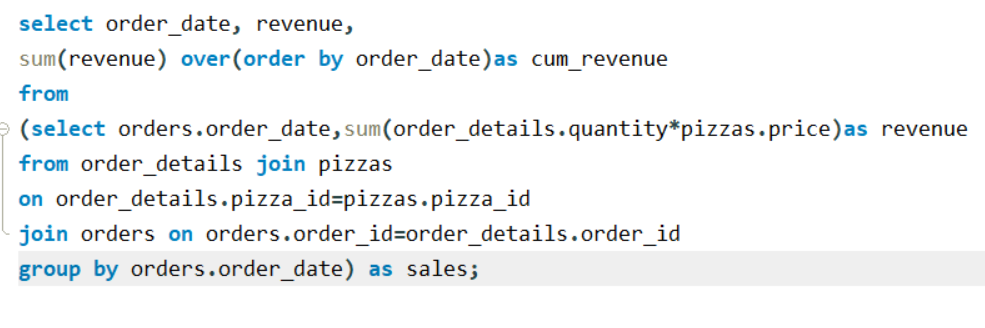 select order_date, revenue,
sum(revenue) over(order by order_date)as cum_revenue
from
(select orders.order_date,sum(order_details.quantity*pizzas.price)as revenue
from order_details join pizzas
on order_details.pizza_id=pizzas.pizza_id
join orders on orders.order_id=order_details.order_id
group by orders.order_date) as sales;